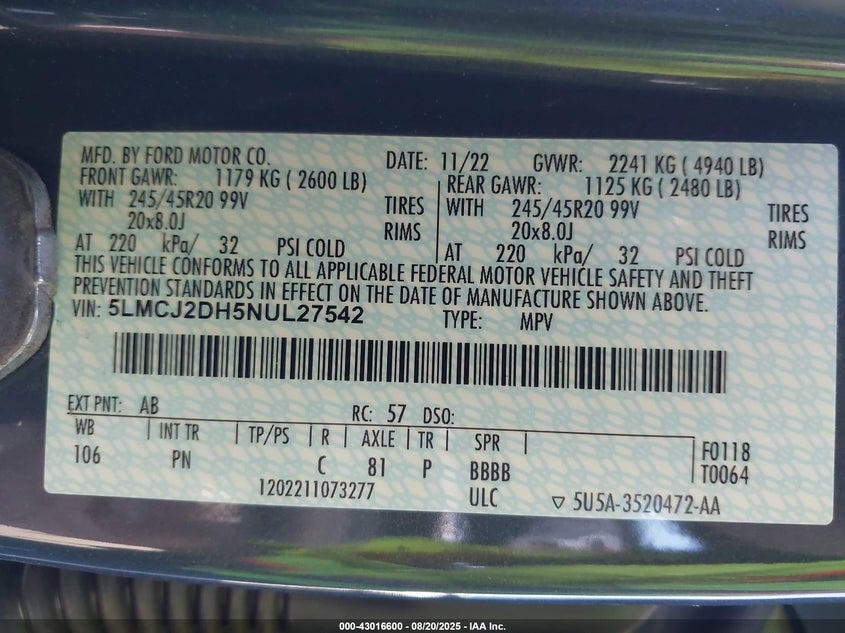 MFD. BY FORD MOTOR CO. DATE: 11/22 GVWR: 2241 KG ( 4940 LB)
FRONT GAWR: 1179 KG ( 2600 LB) REAR GAWR: 1125 KG ( 2480 LB)
WITH 245/45R20 99V TIRES WITH 245/45R20 99V TIRES
20x8.0J RIMS 20x8.0J RIMS
AT 220 kPa/ 32 PSI COLD AT 220 kPa/ 32 PSI COLD
THIS VEHICLE CONFORMS TO ALL APPLICABLE FEDERAL MOTOR VEHICLE SAFETY AND THEFT
PREVENTION STANDARDS IN EFFECT ON THE DATE OF MANUFACTURE SHOWN ABOVE.
VIN: 5LMCJ2DH5NUL27542 TYPE: MPV
EXT PNT: AB RC: 57 DSO:
WB INT TR TP/PS R AXLE TR SPR F0118
106 PN C 81 P BBBB T0064
1202211073277 ULC 5U5A-3520472-AA
000-43016600 - 08/20/2025 - IAA Inc.